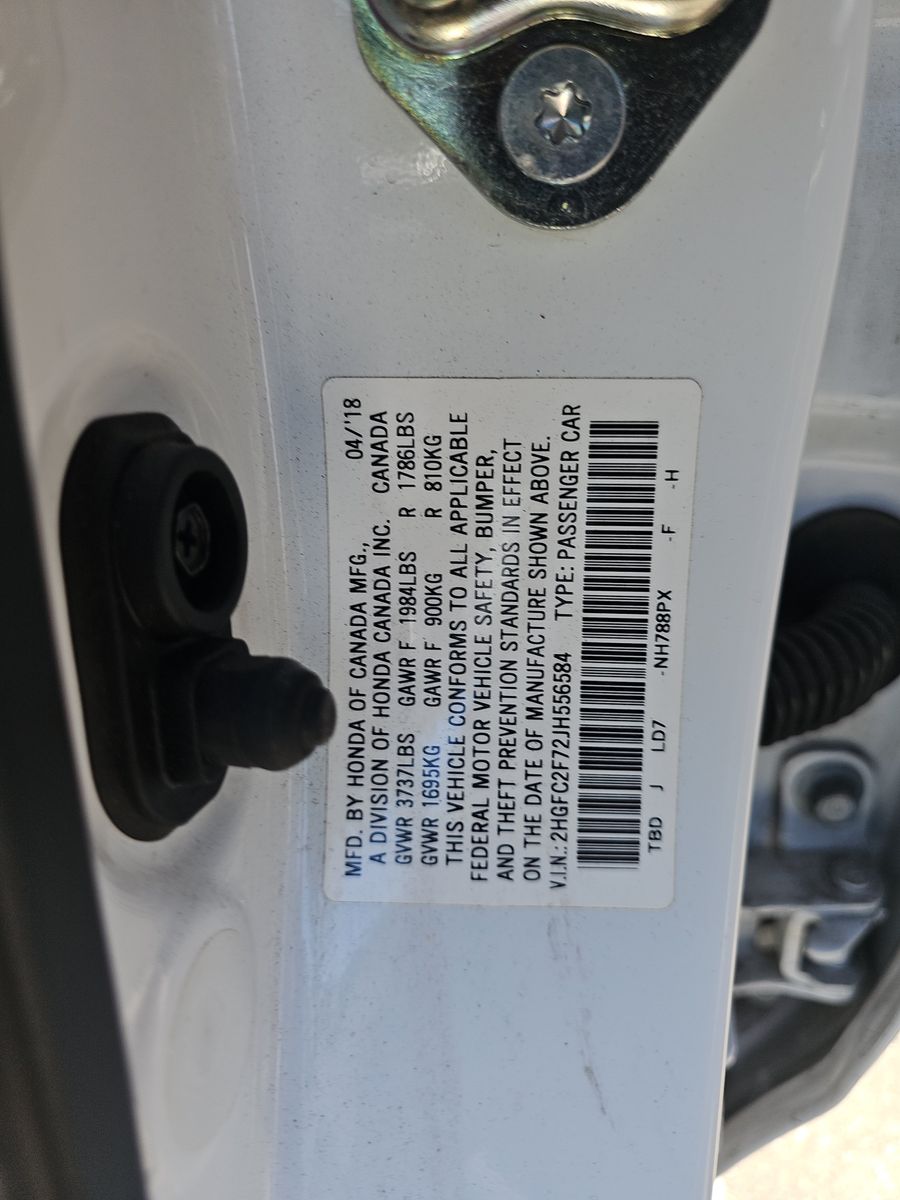 MFD. BY HONDA OF CANADA MFG., 04/'18
A DIVISION OF HONDA CANADA INC. CANADA
GVWR 3737LBS GAWR F 1984LBS R 1786LBS
GVWR 1695KG GAWR F 900KG R 810KG
THIS VEHICLE CONFORMS TO ALL APPLICABLE
FEDERAL MOTOR VEHICLE SAFETY, BUMPER,
AND THEFT PREVENTION STANDARDS IN EFFECT
ON THE DATE OF MANUFACTURE SHOWN ABOVE.
V.I.N.: 2HGFC2F72JH556584 TYPE: PASSENGER CAR
TBD J LD7 -NH788PX -F -H